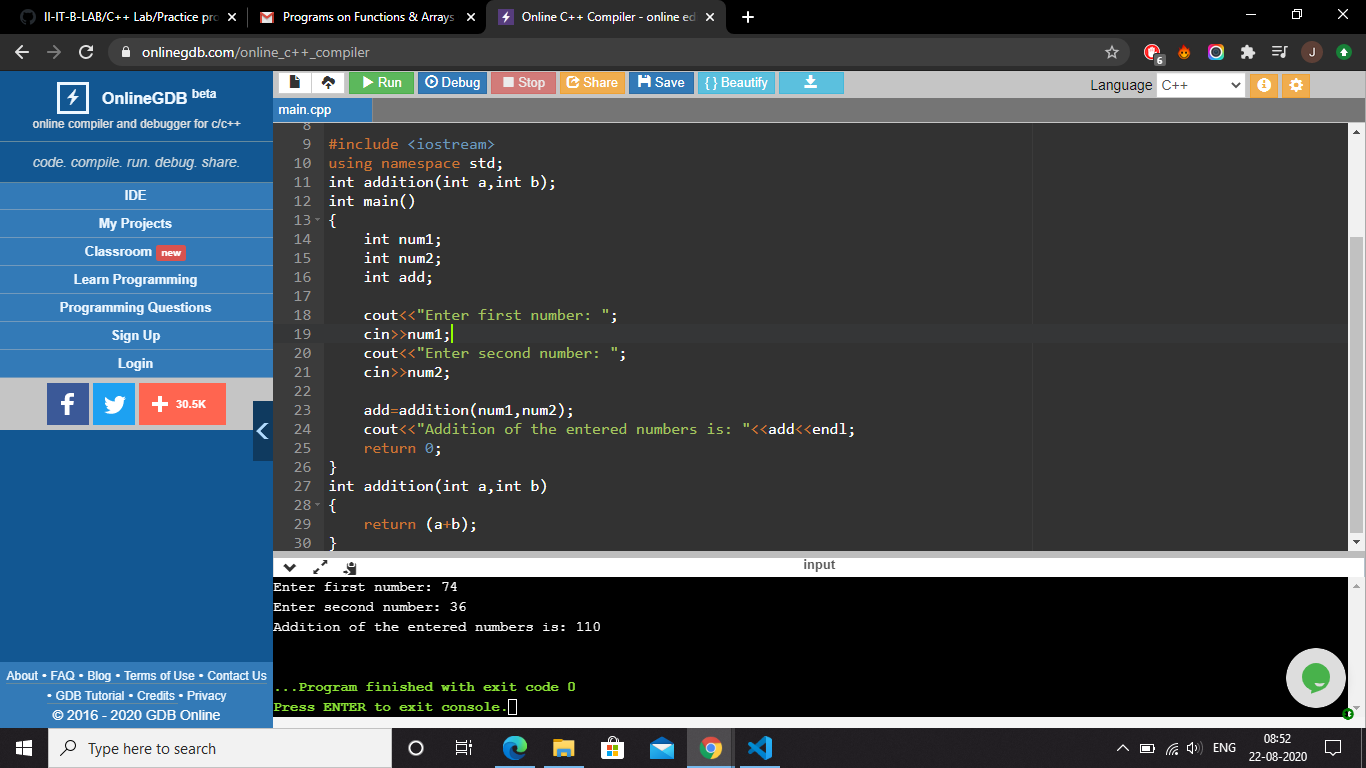 II-IT-B-LAB/C++ Lab/Practice pro
Programs on Functions & Arrays
Online C++ Compiler - online ed
onlinegdb.com/online_c++_compiler
6
J
OnlineGDB beta
online compiler and debugger for c/c++
code. compile. run. debug. share.
IDE
My Projects
Classroom new
Learn Programming
Programming Questions
Sign Up
Login
30.5K
About • FAQ • Blog • Terms of Use • Contact Us
• GDB Tutorial • Credits • Privacy
© 2016 - 2020 GDB Online
Run Debug Stop Share Save { } Beautify
Language C++
main.cpp
8
9 #include <iostream>
10 using namespace std;
11 int addition(int a,int b);
12 int main()
13 {
14 int num1;
15 int num2;
16 int add;
17
18 cout<<"Enter first number: ";
19 cin>>num1;
20 cout<<"Enter second number: ";
21 cin>>num2;
22
23 add=addition(num1,num2);
24 cout<<"Addition of the entered numbers is: "<<add<<endl;
25 return 0;
26 }
27 int addition(int a,int b)
28 {
29 return (a+b);
30 }
input
Enter first number: 74
Enter second number: 36
Addition of the entered numbers is: 110
...Program finished with exit code 0
Press ENTER to exit console.
Type here to search
ENG
08:52
22-08-2020